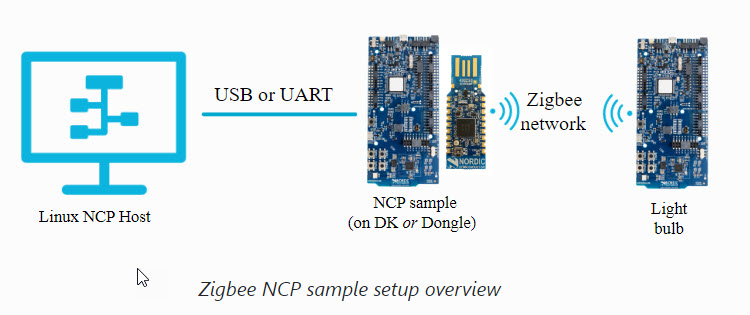 USB or UART
Zigbee
network
NORDIC
Linux NCP Host
NCP sample
(on DK or Dongle)
Light
bulb
Zigbee NCP sample setup overview